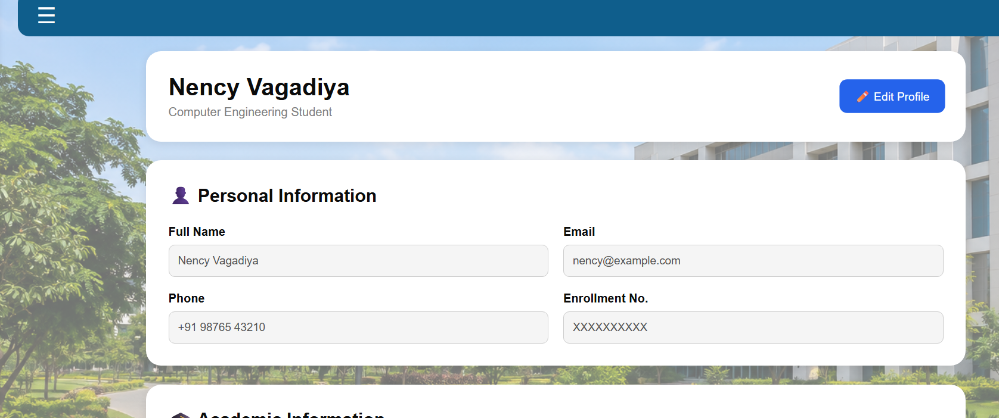 Nency Vagadiya
Computer Engineering Student
Edit Profile
Personal Information
Full Name
Email
Nency Vagadiya
nency@example.com
Phone
Enrollment No.
+91 98765 43210
XXXXXXXXXX
Academic Information